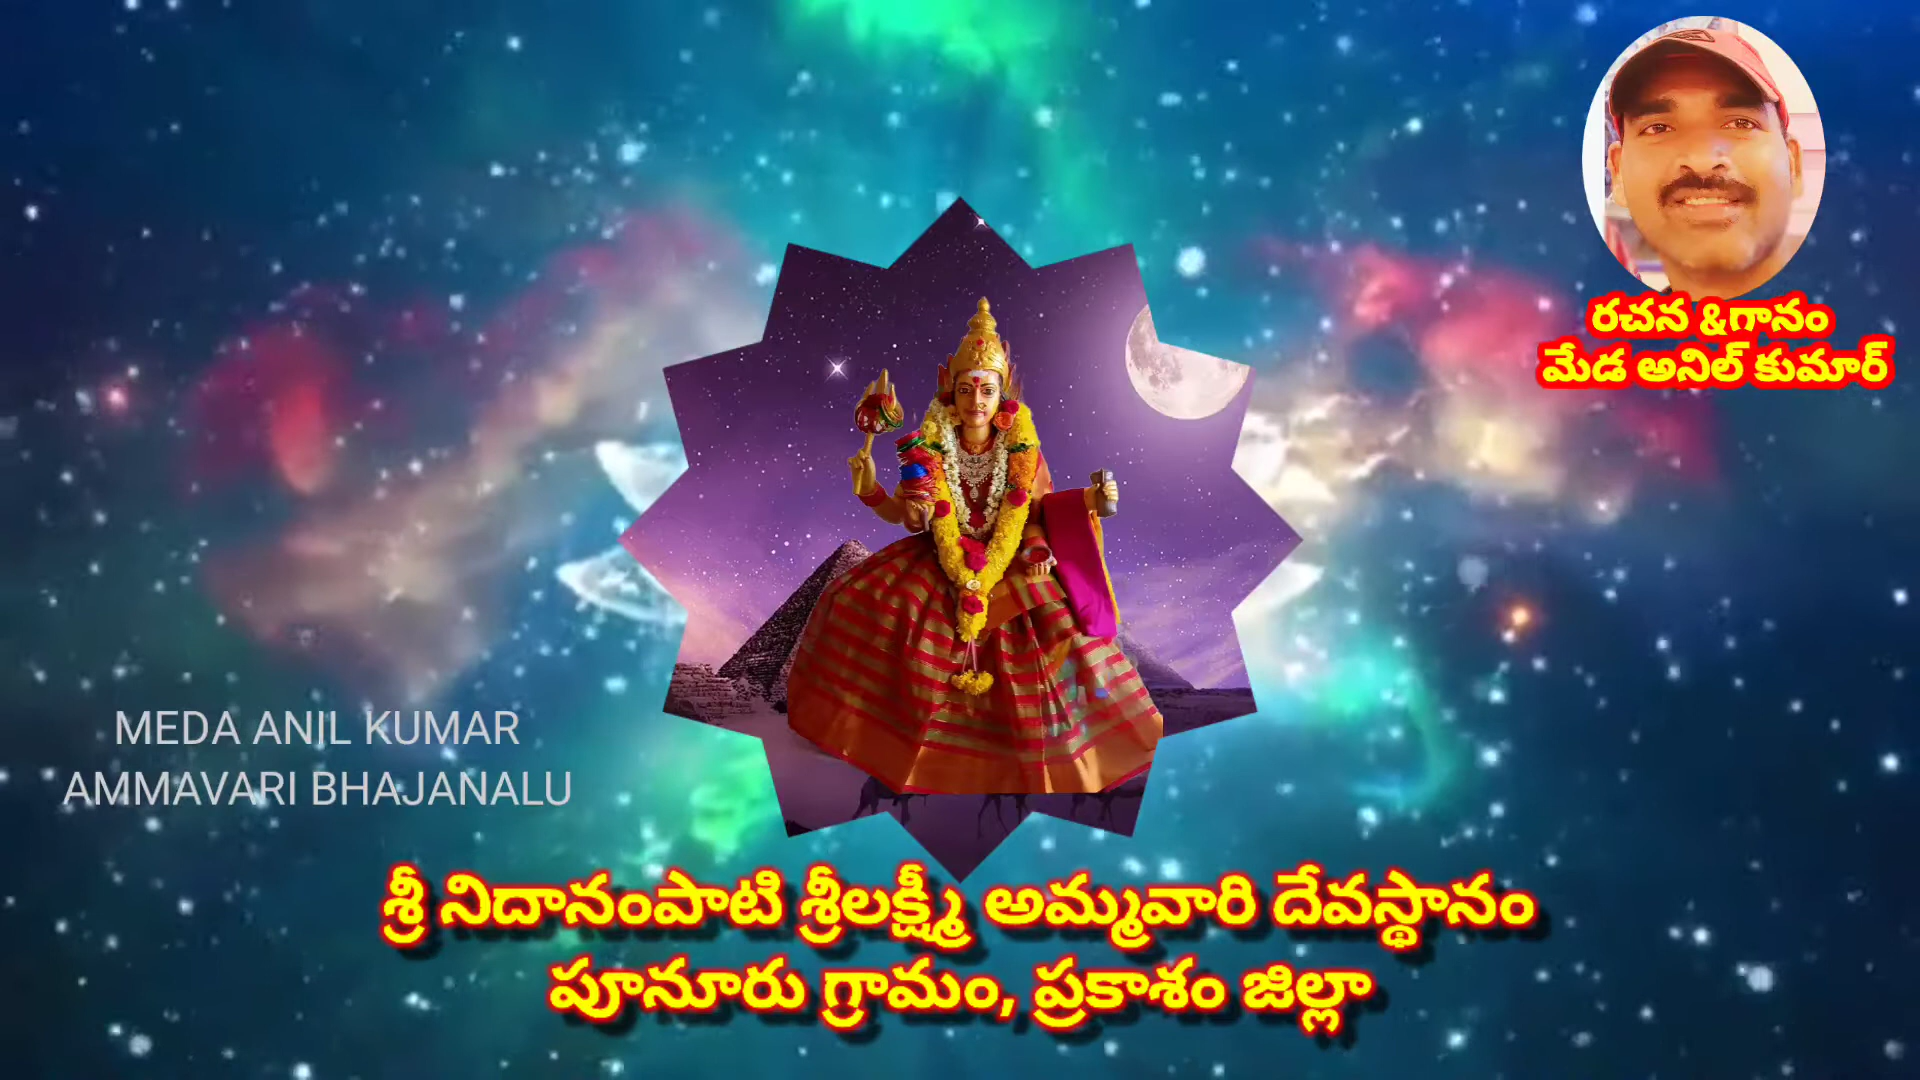 రచన &గానం
మేడ అనిల్ కుమార్
MEDA ANIL KUMAR
AMMAVARI BHAJANALU
శ్రీ నిదానంపాటి శ్రీలక్ష్మీ అమ్మవారి దేవస్థానం
పూనూరు గ్రామం, ప్రకాశం జిల్లా